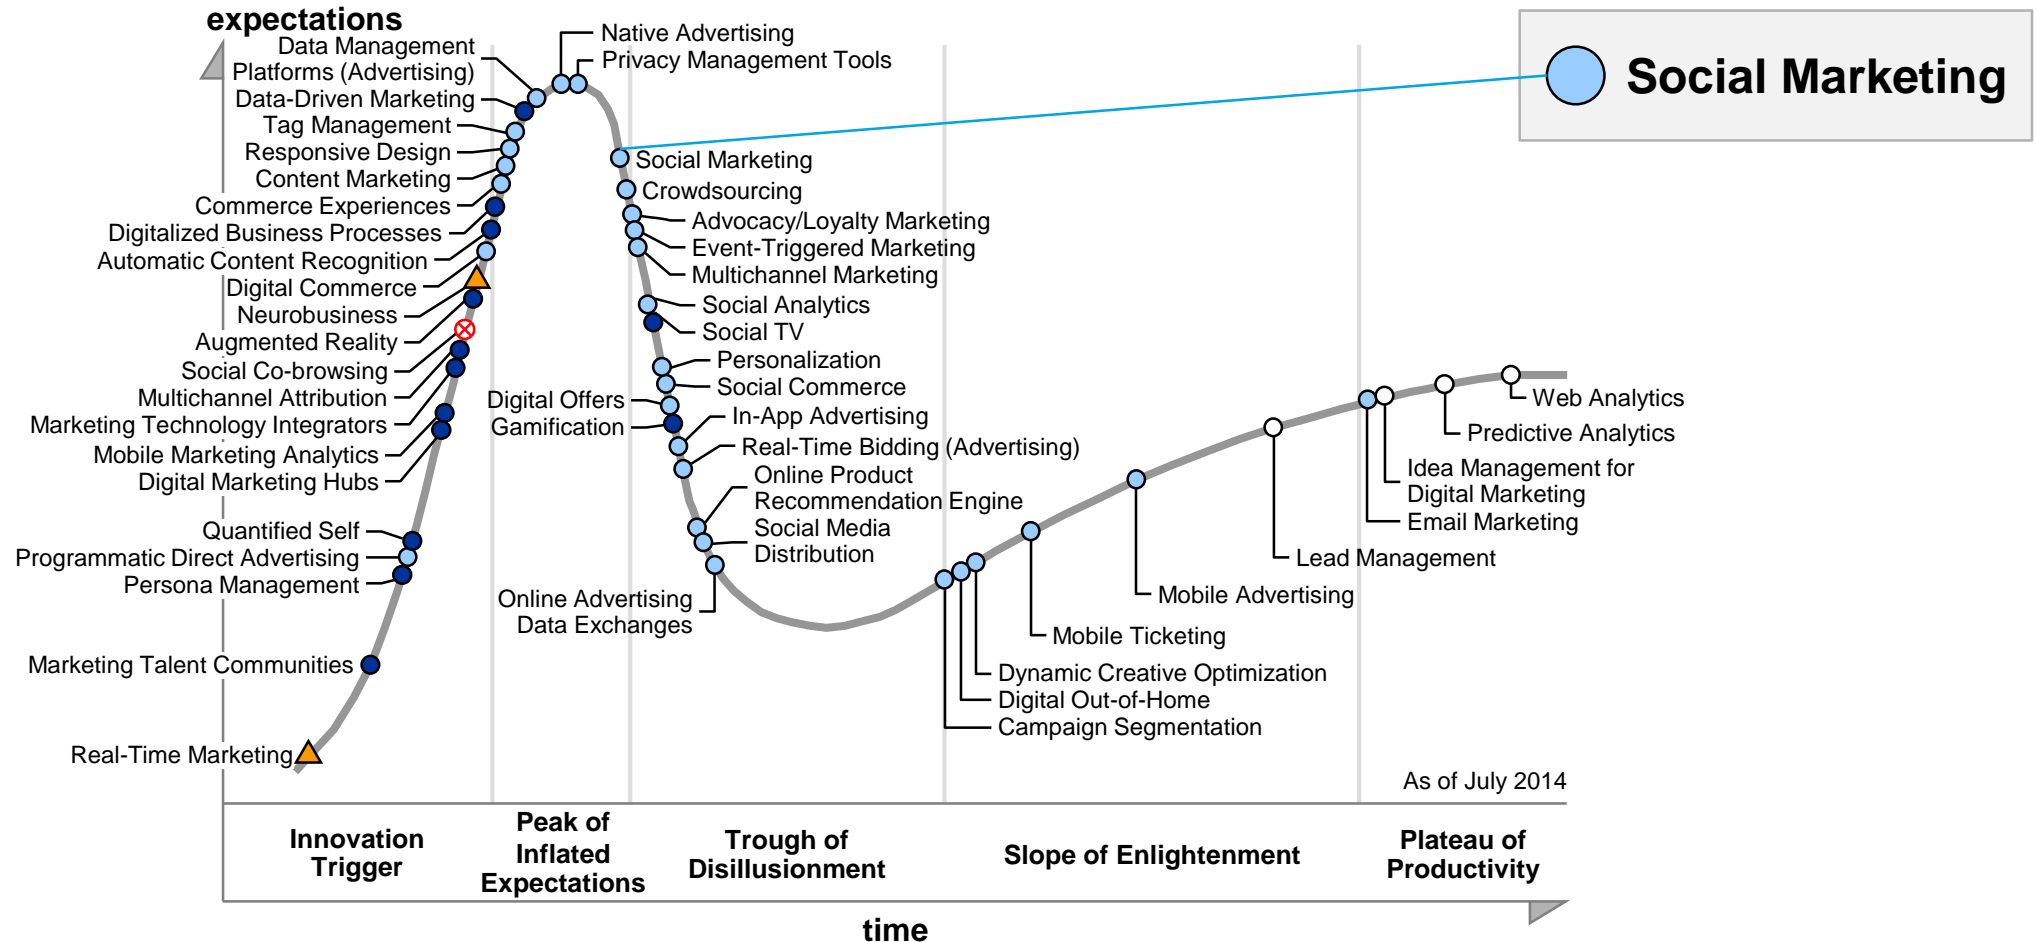 expectations
Data Management
Platforms (Advertising)
Data-Driven Marketing
Tag Management
Responsive Design
Content Marketing
Commerce Experiences
Digitalized Business Processes
Automatic Content Recognition
Digital Commerce
Neurobusiness
Augmented Reality
Social Co-browsing
Multichannel Attribution
Marketing Technology Integrators
Mobile Marketing Analytics
Digital Marketing Hubs
Quantified Self
Programmatic Direct Advertising
Persona Management
Marketing Talent Communities
Real-Time Marketing
Native Advertising
Privacy Management Tools
Social Marketing
Social Marketing
Crowdsourcing
Advocacy/Loyalty Marketing
Event-Triggered Marketing
Multichannel Marketing
Social Analytics
Social TV
Personalization
Social Commerce
Digital Offers
Gamification
In-App Advertising
Real-Time Bidding (Advertising)
Online Product
Recommendation Engine
Social Media
Distribution
Online Advertising
Data Exchanges
Web Analytics
Predictive Analytics
Idea Management for
Digital Marketing
Email Marketing
Lead Management
Mobile Advertising
Mobile Ticketing
Dynamic Creative Optimization
Digital Out-of-Home
Campaign Segmentation
As of July 2014
Innovation
Trigger
Peak of
Inflated
Expectations
Trough of
Disillusionment
Slope of Enlightenment
Plateau of
Productivity
time